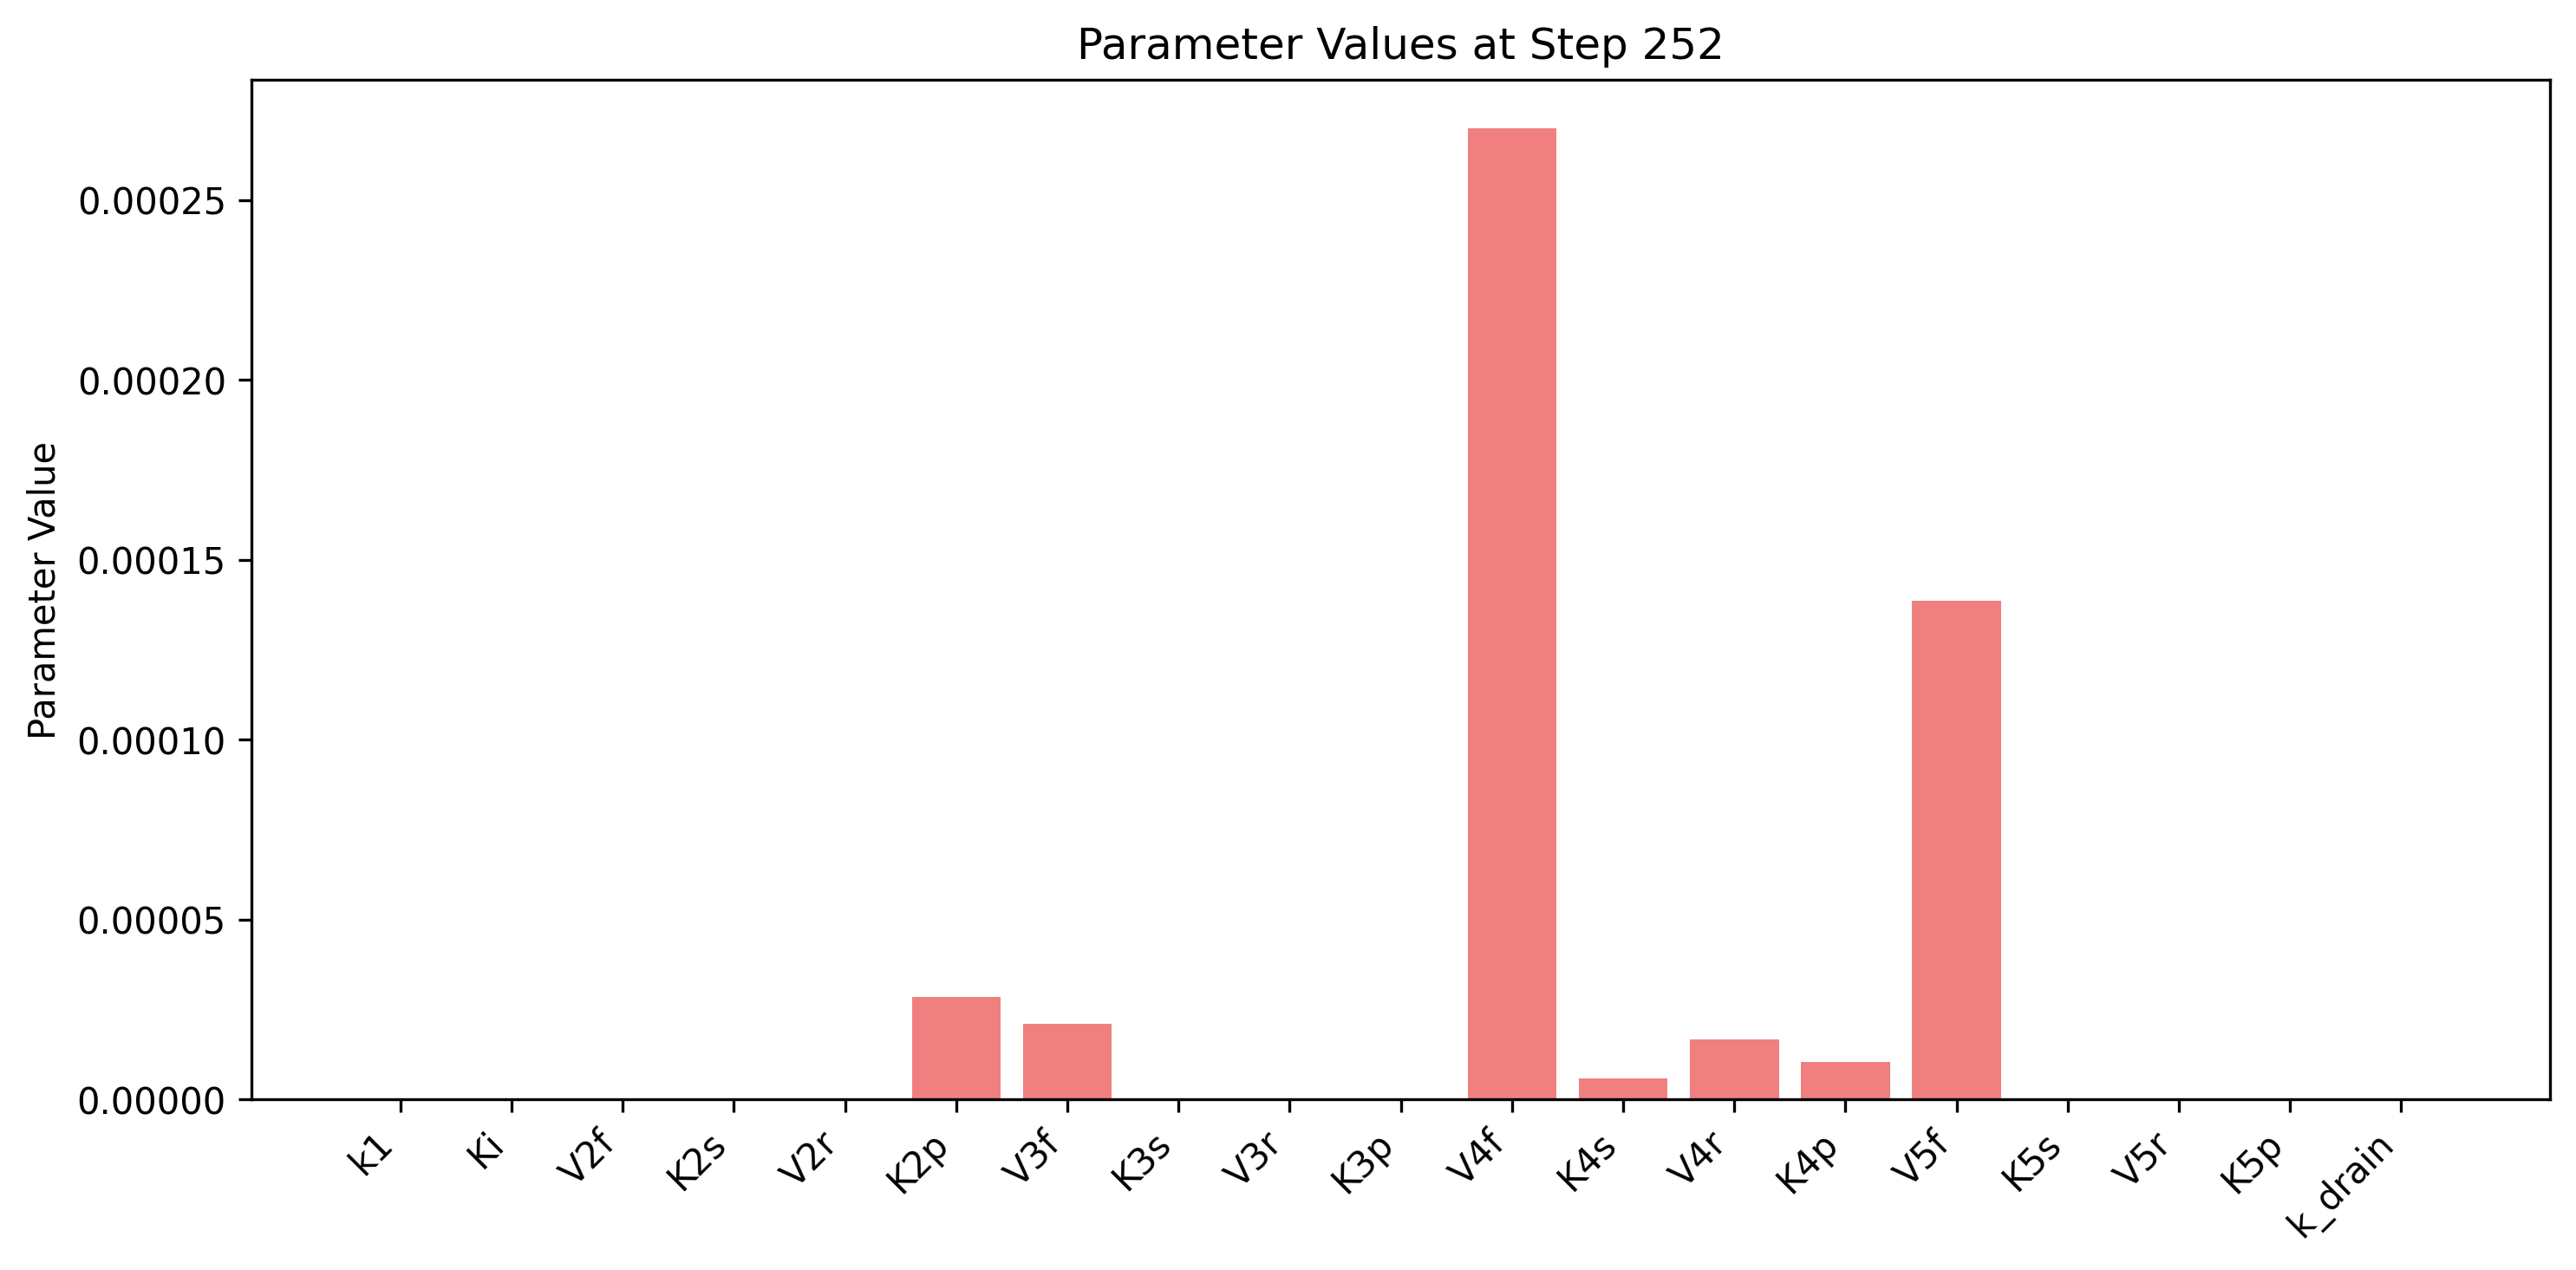 Parameter Values at Step 252
Parameter Value
0.00025
0.00020
0.00015
0.00010
0.00005
0.00000
k1
Ki
V2f
K2s
V2r
K2p
V3f
K3s
V3r
K3p
V4f
K4s
V4r
K4p
V5f
K5s
V5r
K5p
k_drain